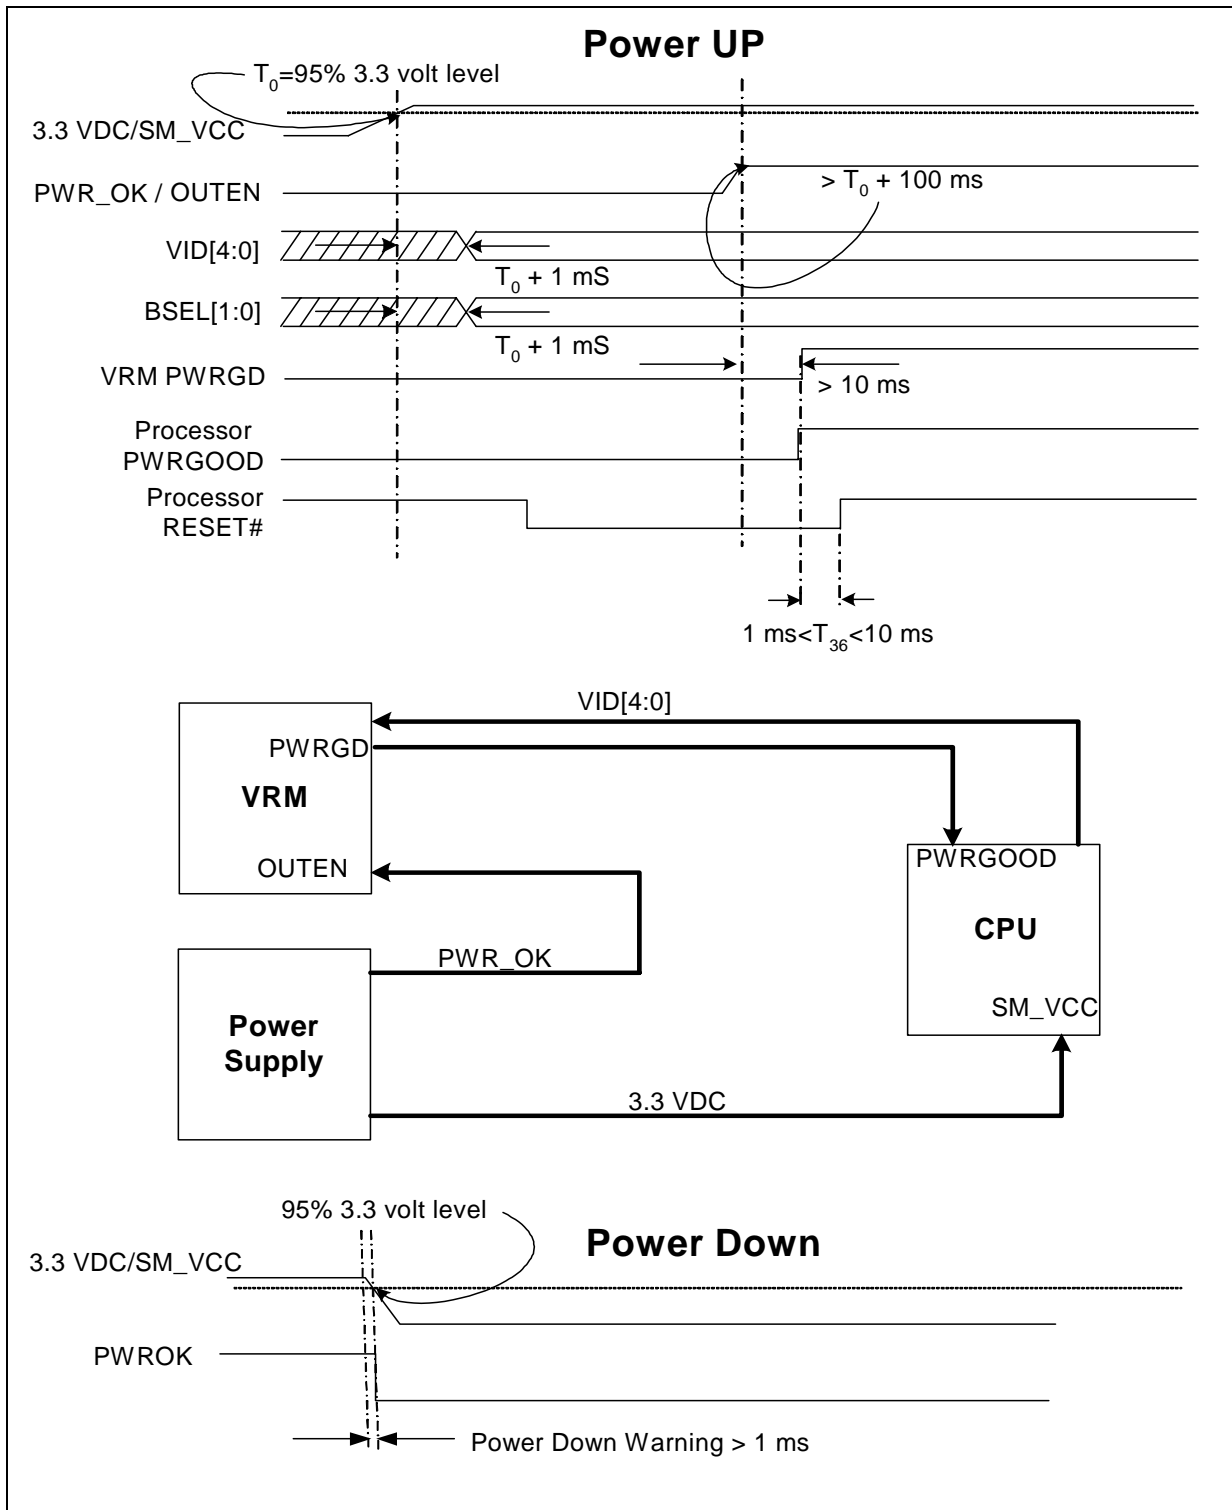 Power UP
T0=95% 3.3 volt level
3.3 VDC/SM_VCC
PWR_OK / OUTEN
> T0 + 100 ms
VID[4:0]
T0 + 1 mS
BSEL[1:0]
T0 + 1 mS
VRM PWRGD
> 10 ms
Processor
PWRGOOD
Processor
RESET#
1 ms<T36<10 ms
VID[4:0]
PWRGD
VRM
OUTEN
PWRGOOD
CPU
SM_VCC
PWR_OK
Power
Supply
3.3 VDC
95% 3.3 volt level
Power Down
3.3 VDC/SM_VCC
PWROK
Power Down Warning > 1 ms